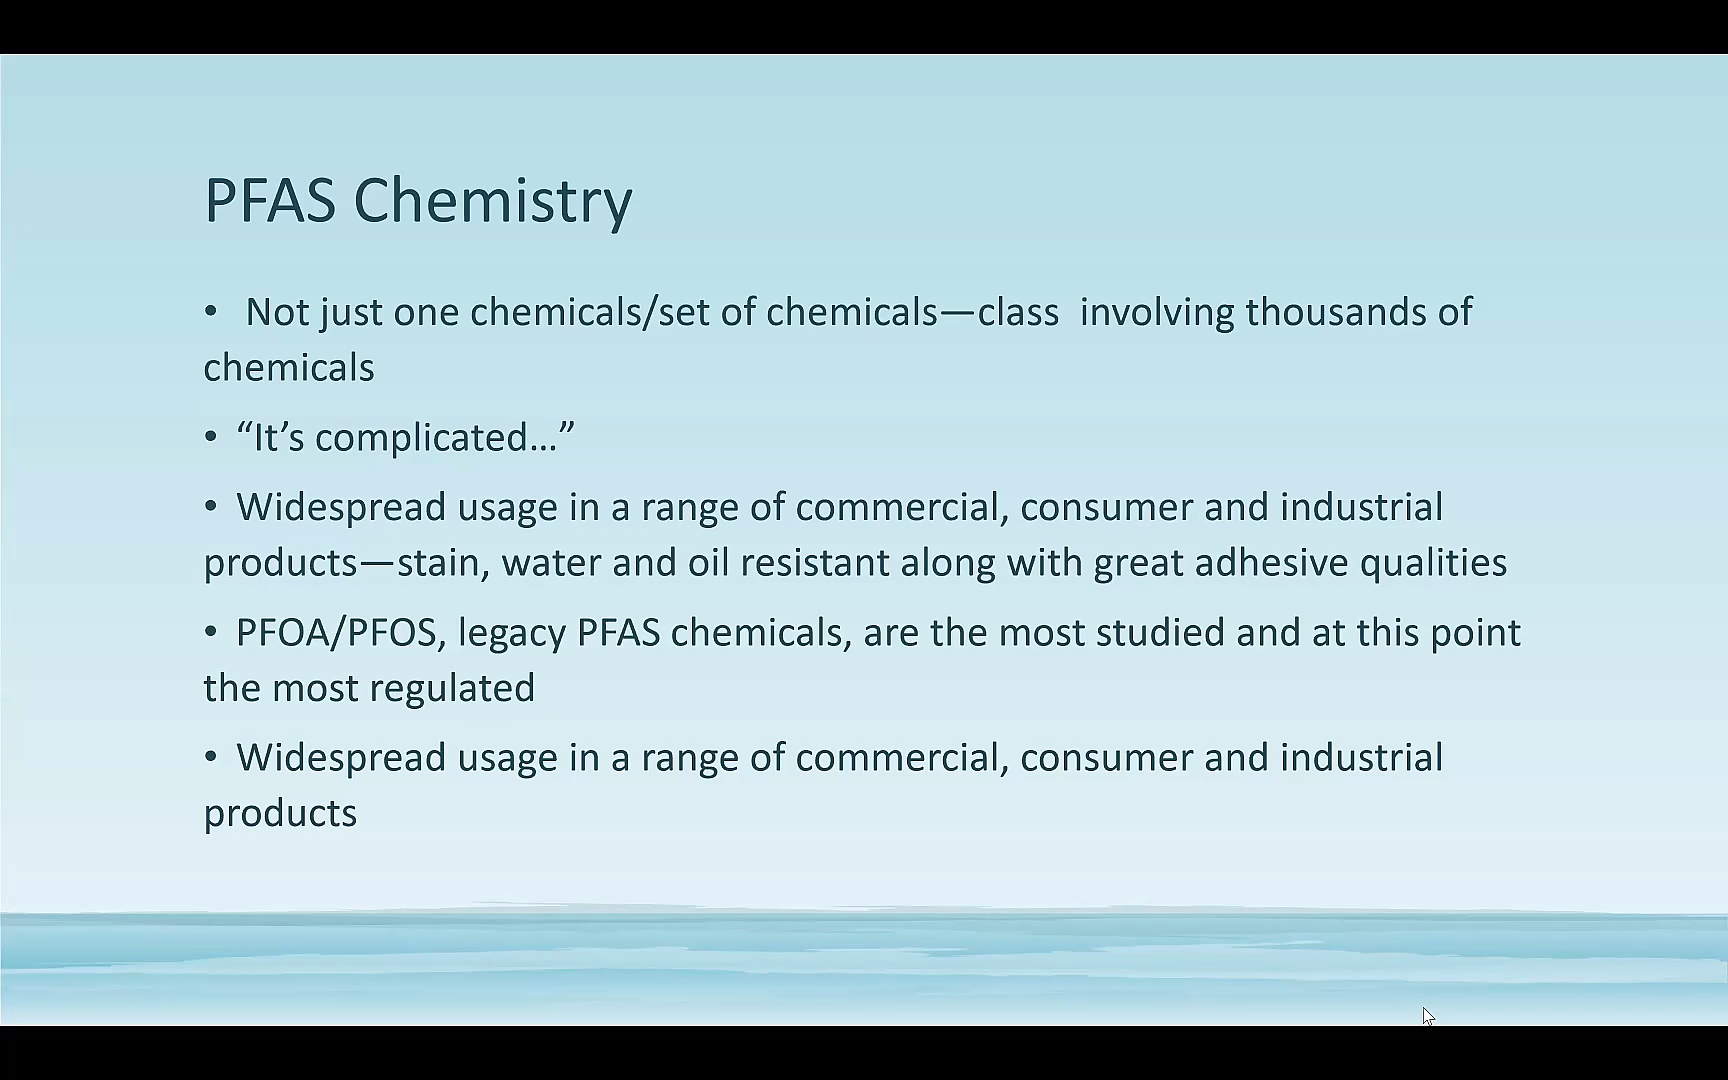 PFAS Chemistry
• Not just one chemicals/set of chemicals—class involving thousands of
chemicals
• “It’s complicated…”
• Widespread usage in a range of commercial, consumer and industrial
products—stain, water and oil resistant along with great adhesive qualities
• PFOA/PFOS, legacy PFAS chemicals, are the most studied and at this point
the most regulated
• Widespread usage in a range of commercial, consumer and industrial
products